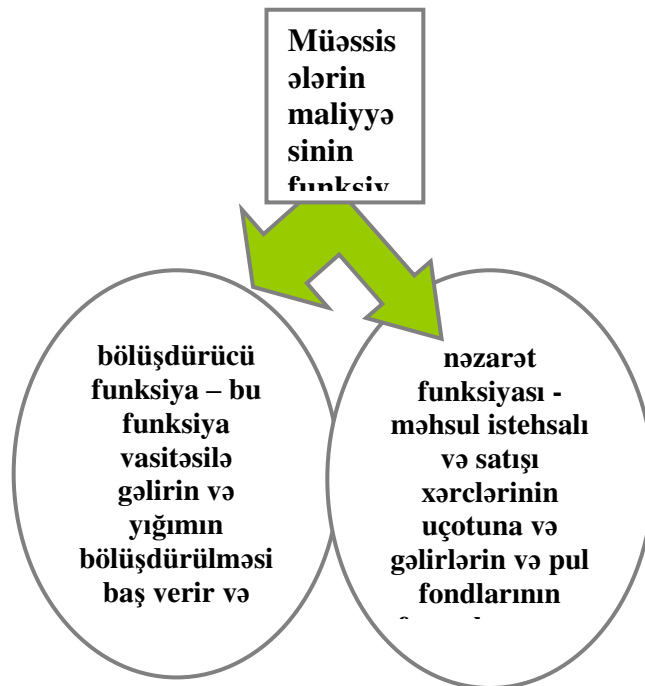 Müəssis
ələrin
maliyyə
sinin
funksiy
bölüşdürücü
funksiya – bu
funksiya
vasitəsilə
gəlirin və
yığımın
bölüşdürülməsi
baş verir və
nəzarət
funksiyası -
məhsul istehsalı
və satışı
xərclərinin
uçotuna və
gəlirlərin və pul
fondlarının